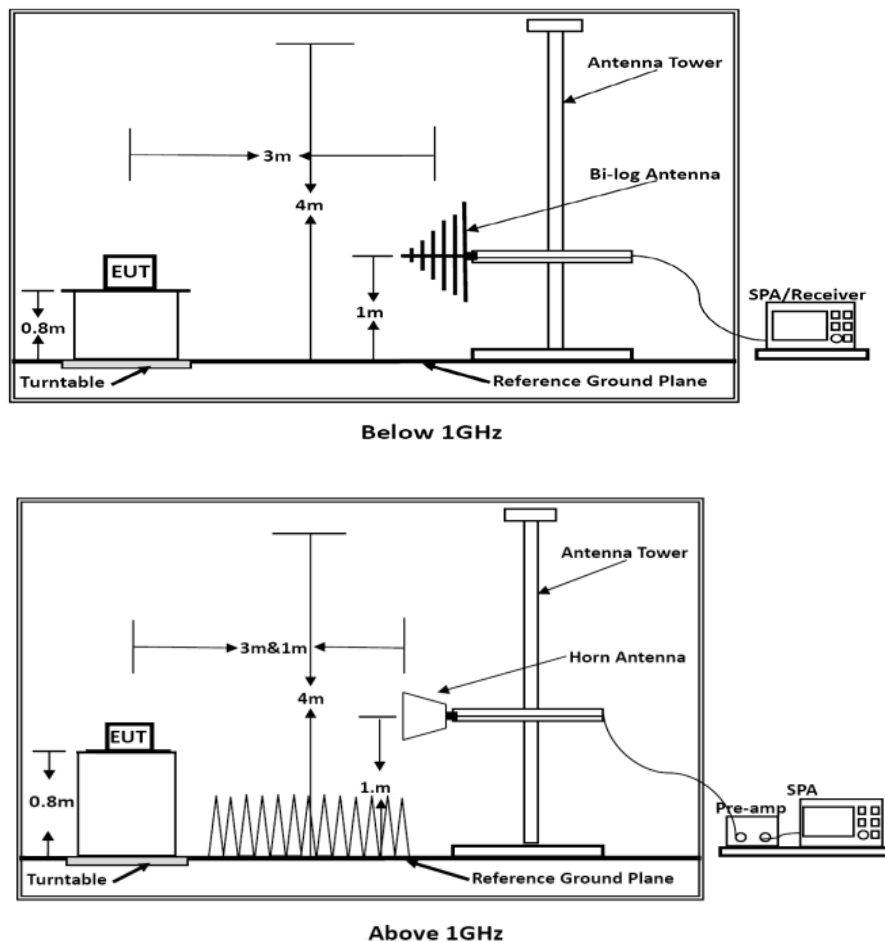 Antenna Tower
3m
Bi-log Antenna
4m
EUT
SPA/Receiver
0.8m
1m
Turntable
Reference Ground Plane
Below 1GHz
Antenna Tower
3m&1m
Horn Antenna
4m
EUT
0.8m
1.m
SPA
Pre-amp
Turntable
Reference Ground Plane
Above 1GHz